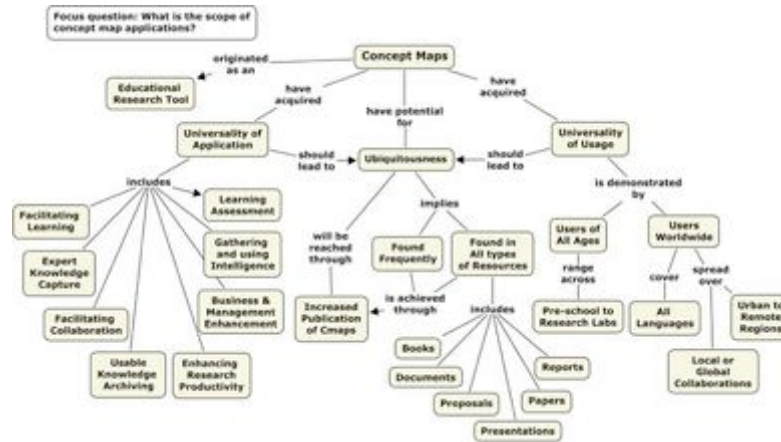 Focus question: What is the scope of
concept map applications?
Concept Maps
originated
as an
Educational
Research Tool
have
acquired
have potential
for
have
acquired
Universality of
Application
should
lead to
Ubiquitousness
should
lead to
Universality
of Usage
includes
Learning
Assessment
Facilitating
Learning
Gathering
and using
Intelligence
Expert
Knowledge
Capture
Business &
Management
Enhancement
Facilitating
Collaboration
Usable
Knowledge
Archiving
Enhancing
Research
Productivity
will be
reached
through
implies
Found
Frequently
Found in
All types
of Resources
is achieved
through
Increased
Publication
of Cmaps
includes
Books
Documents
Proposals
Presentations
Papers
Reports
is demonstrated
by
Users of
All Ages
Users
Worldwide
range
across
Pre-school to
Research Labs
cover
All
Languages
spread
over
Urban to
Remote
Regions
Local or
Global
Collaborations